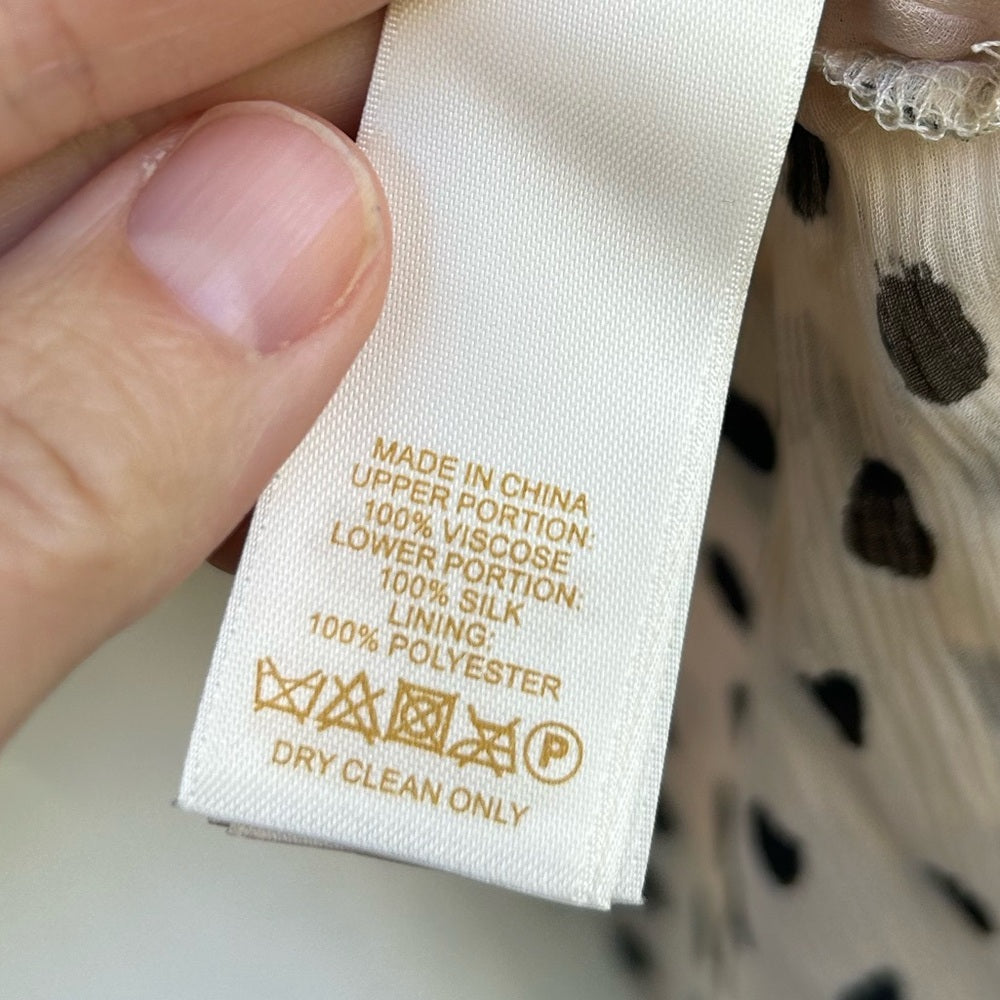 MADE IN CHINA
UPPER PORTION:
100% VISCOSE
LOWER PORTION:
100% SILK
LINING:
100% POLYESTER
P
DRY CLEAN ONLY